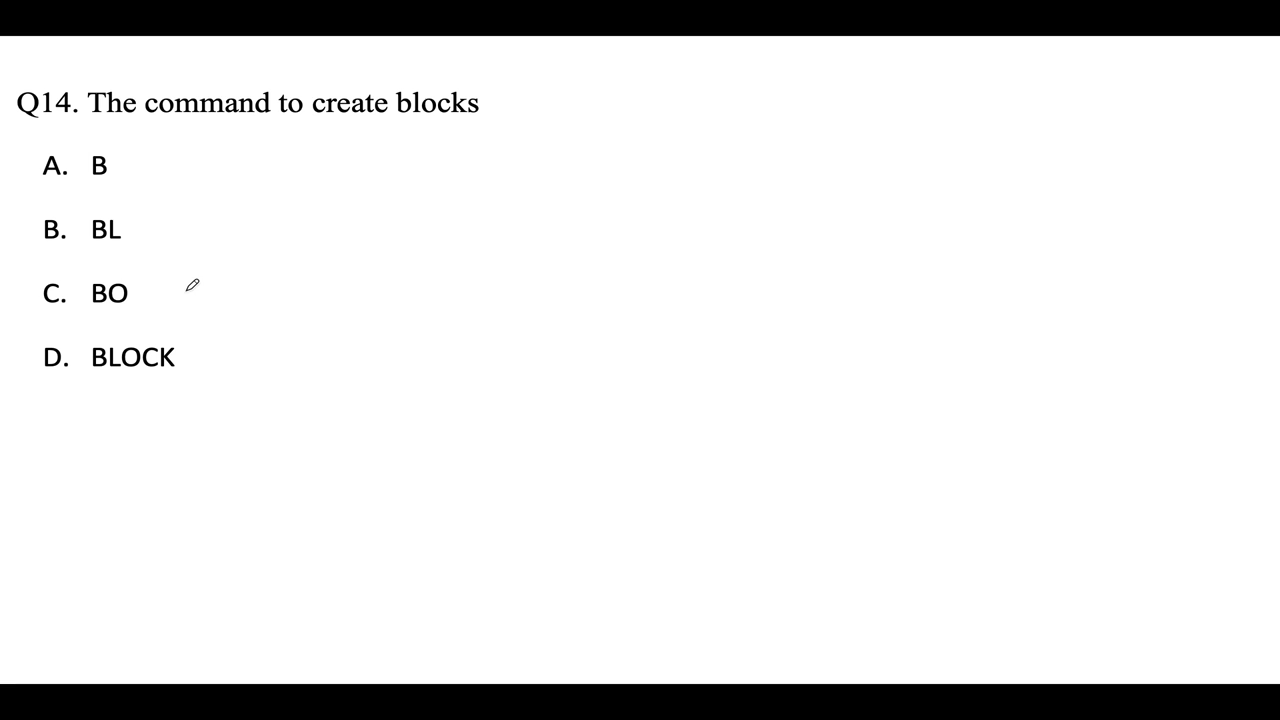 Q14. The command to create blocks
A. B
B. BL
C. BO
D. BLOCK